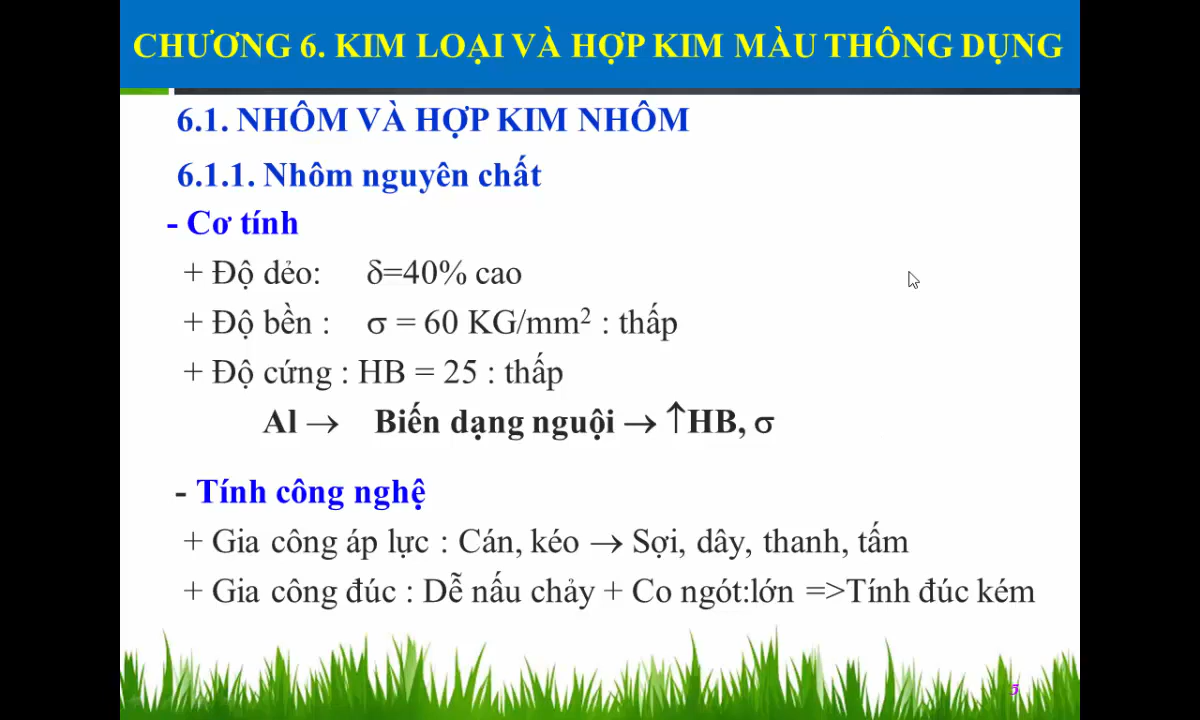 CHƯƠNG 6. KIM LOẠI VÀ HỢP KIM MÀU THÔNG DỤNG
6.1. NHÔM VÀ HỢP KIM NHÔM
6.1.1. Nhôm nguyên chất
- Cơ tính
+ Độ dẻo: δ=40% cao
+ Độ bền : σ = 60 KG/mm² : thấp
+ Độ cứng : HB = 25 : thấp
Al → Biến dạng nguội → ↑HB, σ
- Tính công nghệ
+ Gia công áp lực : Cán, kéo → Sợi, dây, thanh, tấm
+ Gia công đúc : Dễ nấu chảy + Co ngót:lớn =>Tính đúc kém
5